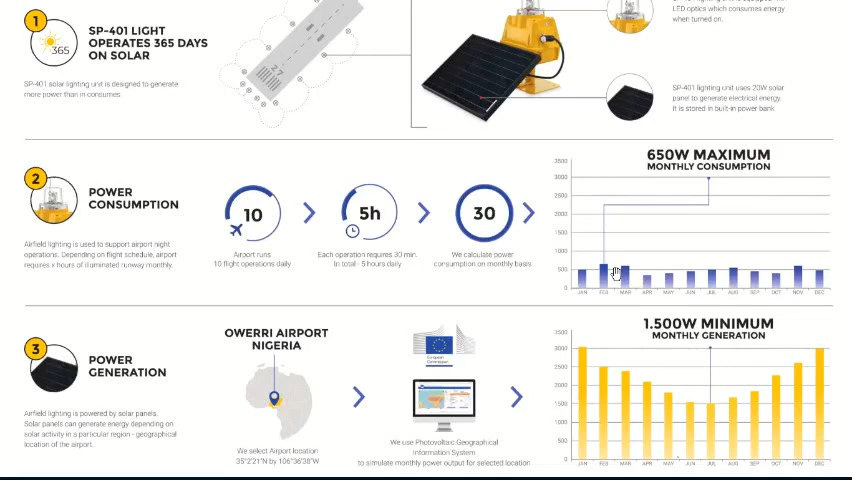 LED optics which consumes energy
when turned on.
1
365
SP-401 LIGHT
OPERATES 365 DAYS
ON SOLAR
SP-401 solar lighting unit is designed to generate
more power than in consumes.
27
SP-401 lighting unit uses 20W solar
panel to generate electrical energy.
It is stored in built-in power bank
2
POWER
CONSUMPTION
Airfield lighting is used to support airport night
operations. Depending on flight schedule, airport
requires x hours of illuminated runway monthly.
10
Airport runs
10 flight operations daily
5h
Each operation requires 30 min.
In total - 5 hours daily
30
We calculate power
consumption on monthly basis
650W MAXIMUM
MONTHLY CONSUMPTION
3500
3000
2500
2000
1500
1000
500
0
JAN FEB MAR APR MAY JUN JUL AUG SEP OCT NOV DEC
3
POWER
GENERATION
Airfield lighting is powered by solar panels.
Solar panels can generate energy depending on
solar activity in a particular region - geographical
location of the airport.
OWERRI AIRPORT
NIGERIA
We select Airport location
35°2'21"N by 106°36'38"W
European
Commission
We use Photovoltaic Geographical
Information System
to simulate monthly power output for selected location
1.500W MINIMUM
MONTHLY GENERATION
3500
3000
2500
2000
1500
1000
500
0
JAN FEB MAR APR MAY JUN JUL AUG SEP OCT NOV DEC